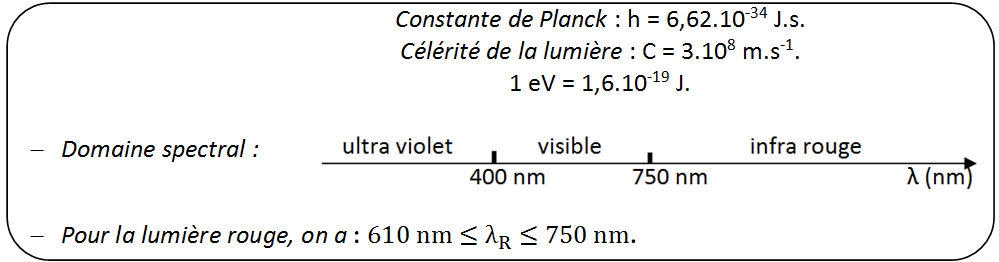 Constante de Planck : h = 6,62.10⁻³⁴ J.s.
Célérité de la lumière : C = 3.10⁸ m.s⁻¹.
1 eV = 1,6.10⁻¹⁹ J.
– Domaine spectral :
ultra violet visible infra rouge
400 nm 750 nm λ (nm)
– Pour la lumière rouge, on a : 610 nm ≤ λ_R ≤ 750 nm.